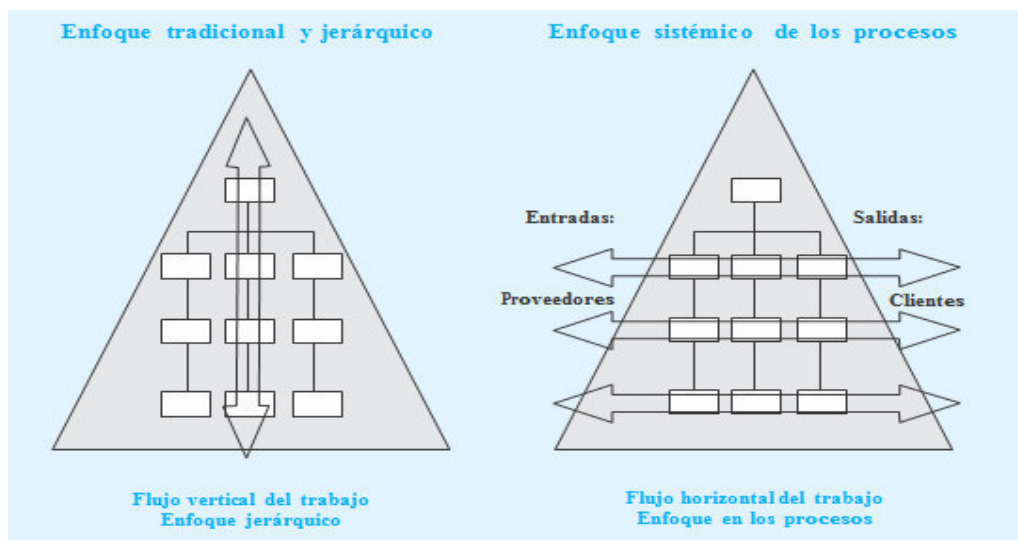 Enfoque tradicional y jerárquico
Flujo vertical del trabajo
Enfoque jerárquico
Enfoque sistémico de los procesos
Entradas:
Salidas:
Proveedores
Clientes
Flujo horizontal del trabajo
Enfoque en los procesos